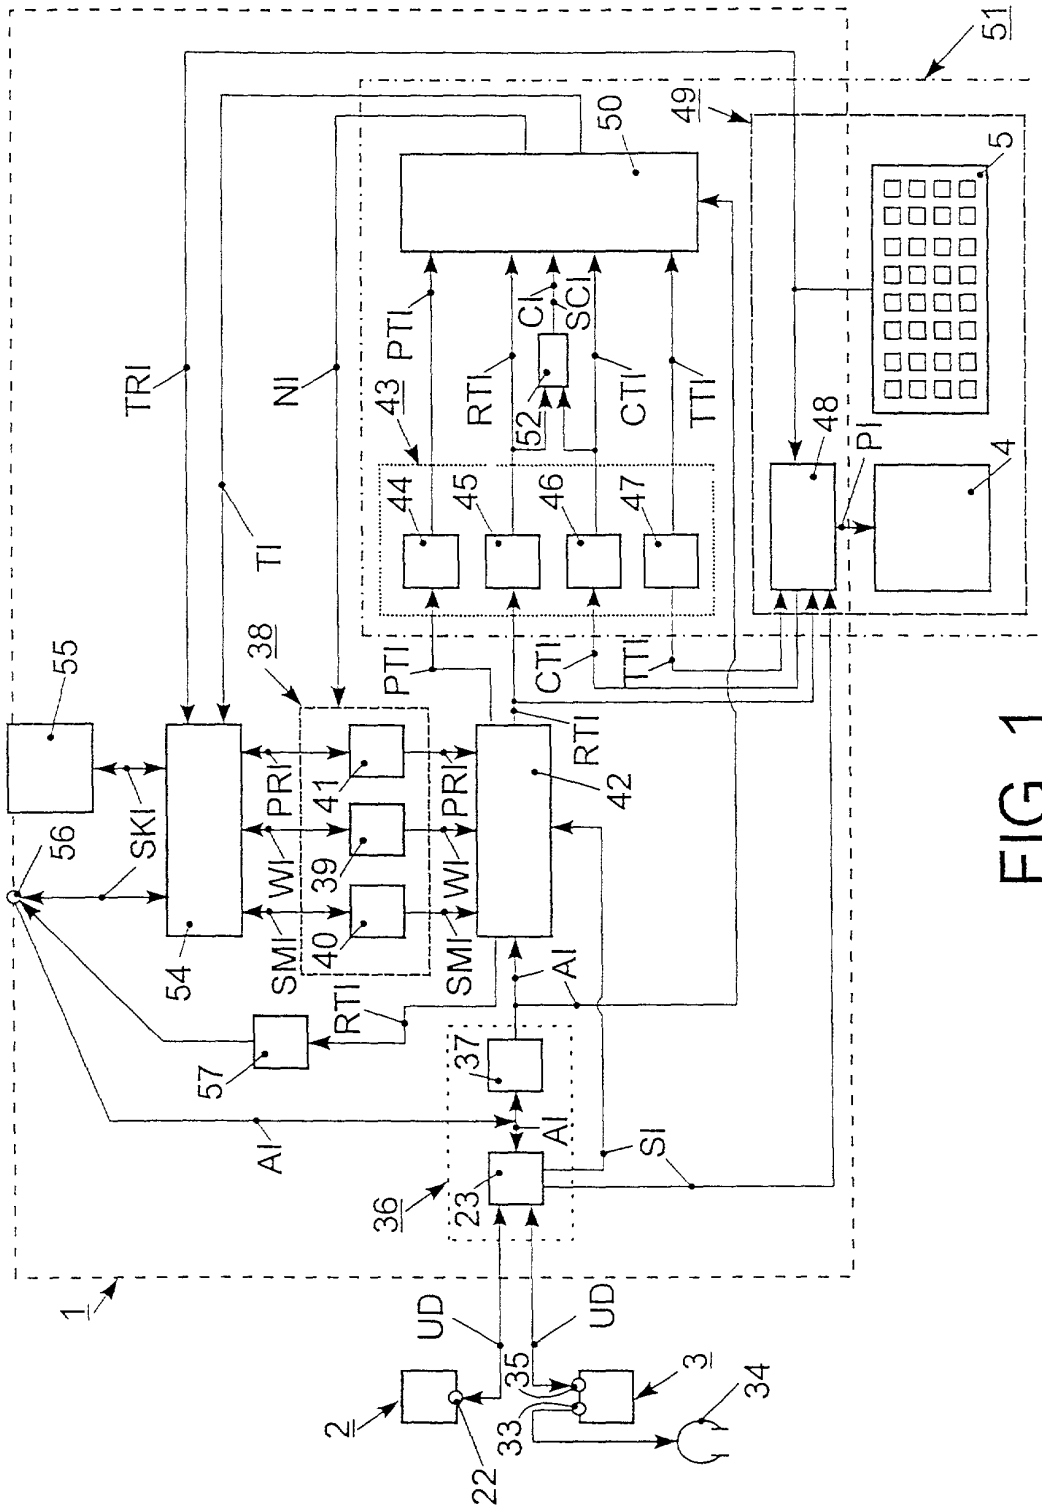 1
2
22
UD
33
35
UD
3
34
36
23
AI
37
AI
AI
SI
57
RTI
56
SKI
55
54
SMI
WI
PRI
38
40
39
41
SMI
WI
PRI
42
RTI
PTI
CTI
TTI
TRI
TI
NI
43
44
45
46
47
PTI
RTI
52
CI
SCI
CTI
TTI
50
48
PI
4
49
5
51
FIG 1